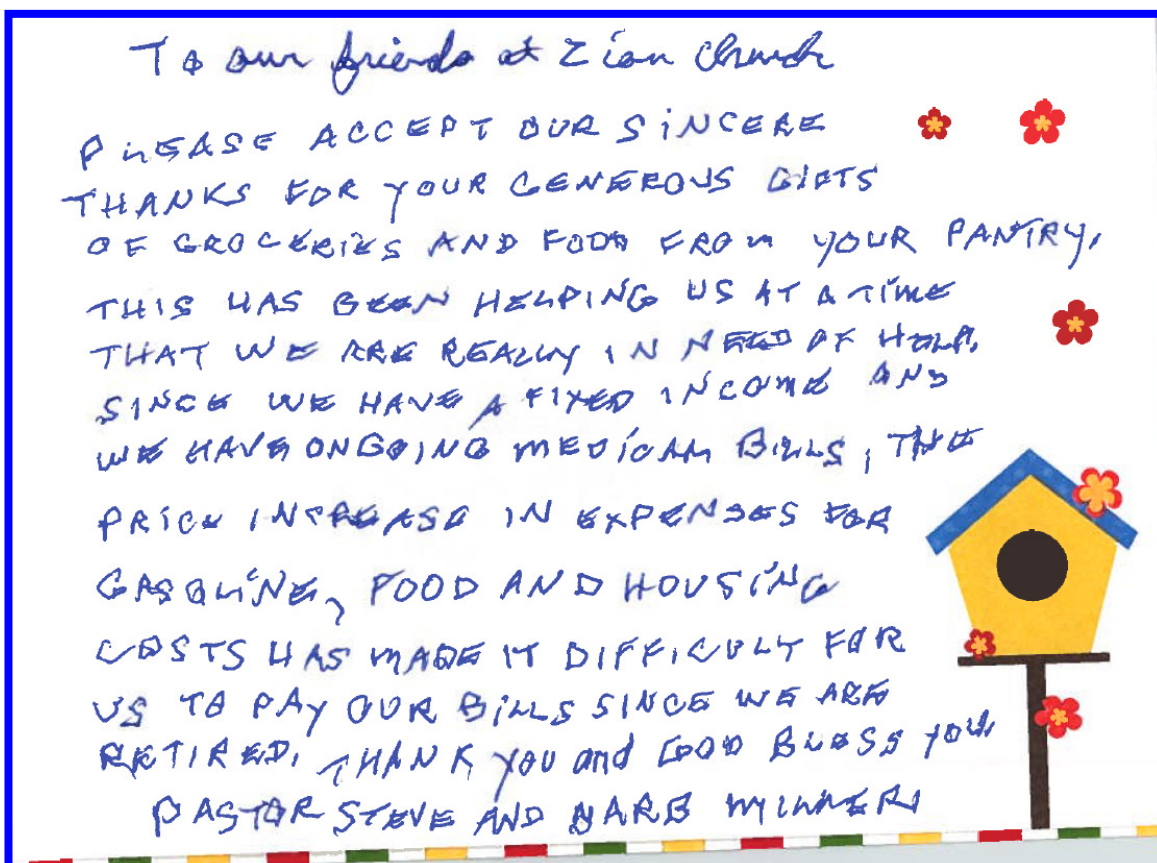 To our friends at Zion Church
PLEASE ACCEPT OUR SINCERE
THANKS FOR YOUR GENEROUS GIFTS
OF GROCERIES AND FOOD FROM YOUR PANTRY.
THIS HAS BEEN HELPING US AT A TIME
THAT WE ARE REALLY IN NEED OF HELP.
SINCE WE HAVE A FIXED INCOME AND
WE HAVE ONGOING MEDICAL BILLS, THE
PRICE INCREASE IN EXPENSES FOR
GASOLINE, FOOD AND HOUSING
COSTS HAS MADE IT DIFFICULT FOR
US TO PAY OUR BILLS SINCE WE ARE
RETIRED. THANK YOU and GOD BLESS YOU
PASTOR STEVE AND BARB